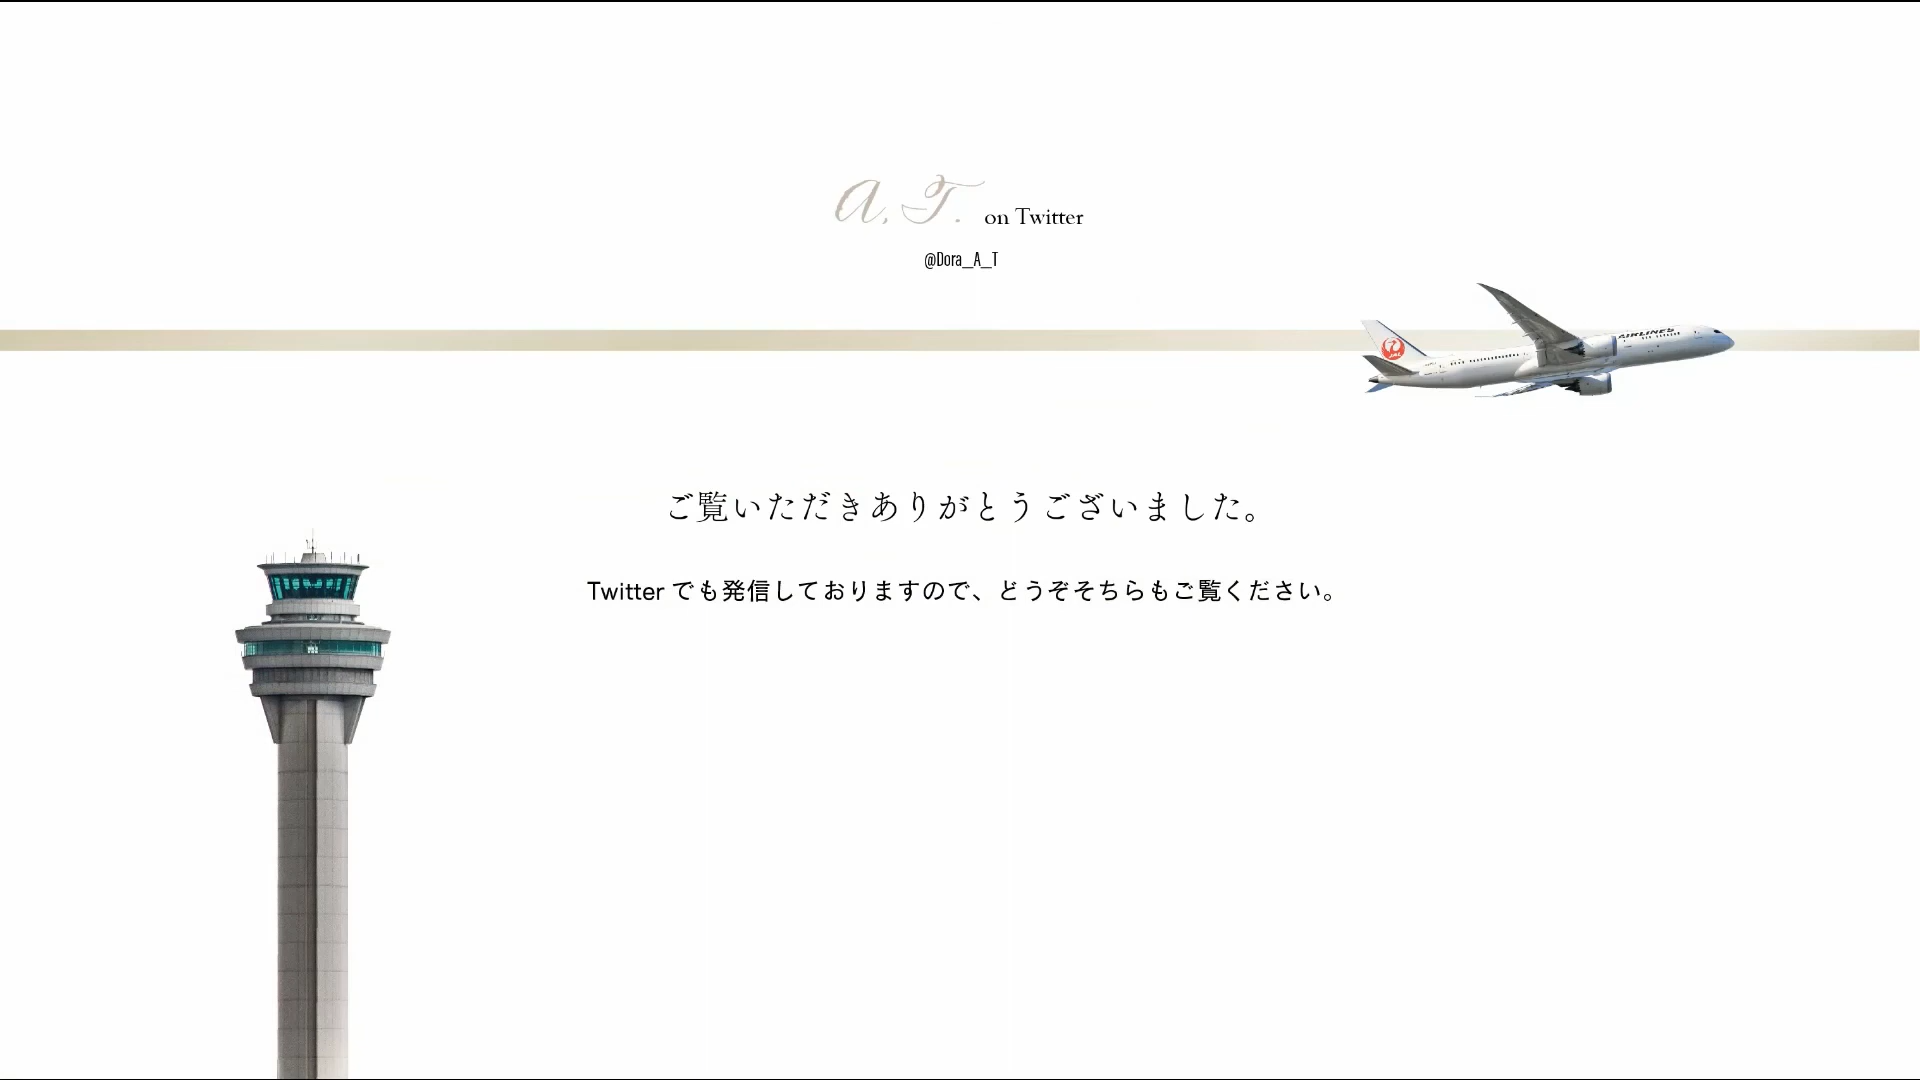 A. T. on Twitter
@Dora_A_T
AIRLINES
JAL
ご覧いただきありがとうございました。
Twitter でも発信しておりますので、どうぞそちらもご覧ください。